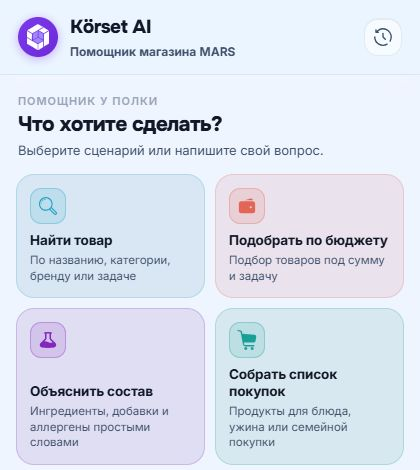 Körset AI
Помощник магазина MARS
ПОМОЩНИК У ПОЛКИ
Что хотите сделать?
Выберите сценарий или напишите свой вопрос.
Найти товар
По названию, категории,
бренду или задаче
Подобрать по бюджету
Подбор товаров под сумму
и задачу
Объяснить состав
Ингредиенты, добавки и
аллергены простыми
словами
Собрать список
покупок
Продукты для блюда,
ужина или семейной
покупки